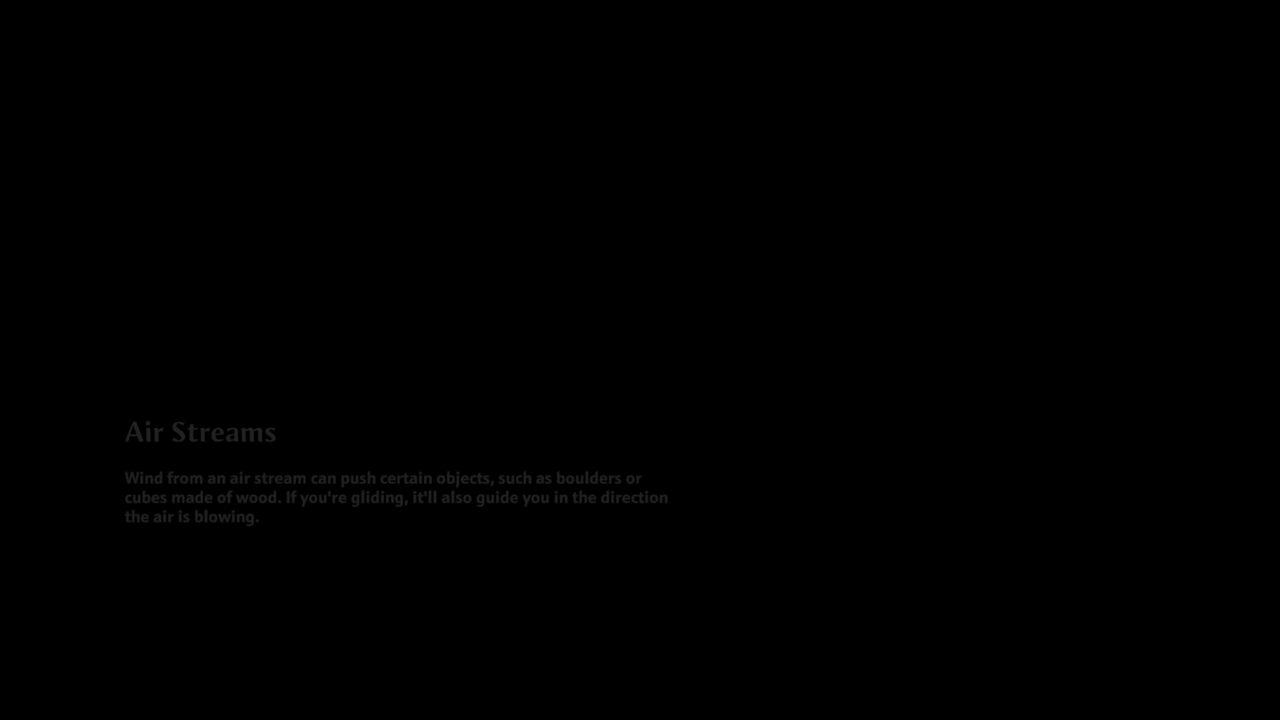 Air Streams
Wind from an air stream can push certain objects, such as boulders or
cubes made of wood. If you're gliding, it'll also guide you in the direction
the air is blowing.